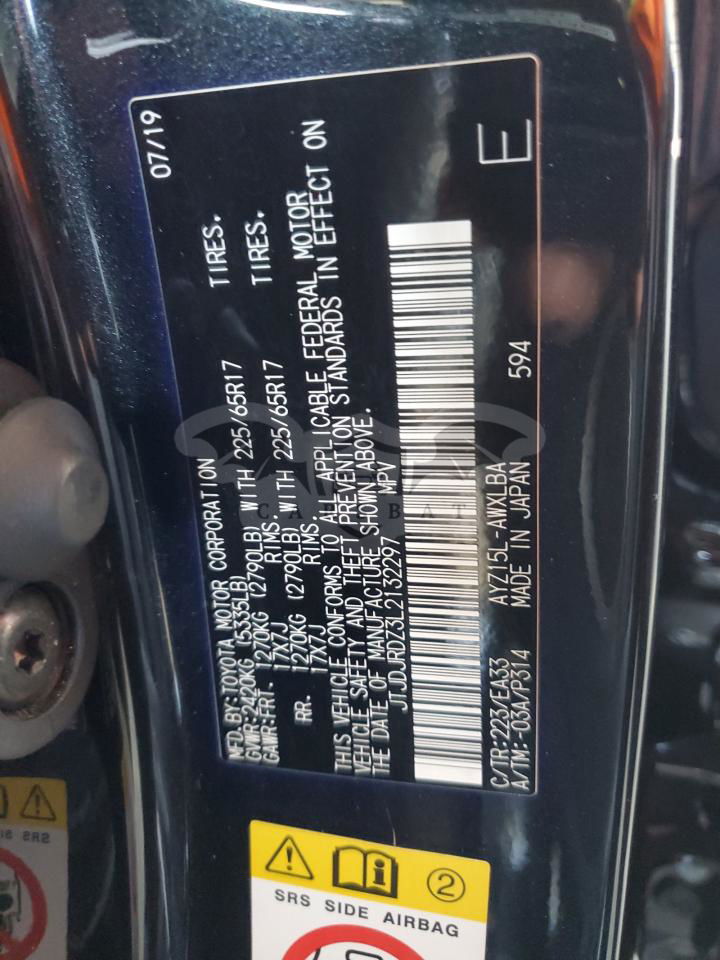 MFD.BY:TOYOTA MOTOR CORPORATION 07/19
GVWR:2420KG (5335LB)
GAWR:FRT. 1270KG (2790LB) WITH 225/65R17 TIRES.
17X7J RIMS.
RR. 1270KG (2790LB) WITH 225/65R17 TIRES.
17X7J RIMS.
THIS VEHICLE CONFORMS TO ALL APPLICABLE FEDERAL MOTOR
VEHICLE SAFETY AND THEFT PREVENTION STANDARDS IN EFFECT ON
THE DATE OF MANUFACTURE SHOWN ABOVE.
JTJDJRDZ3L2132297 MPV
C/TR:223/EA33 AYZ15L-AWXLBA
A/TM:-03A/P314 MADE IN JAPAN 594 E
2
SRS SIDE AIRBAG
SRS